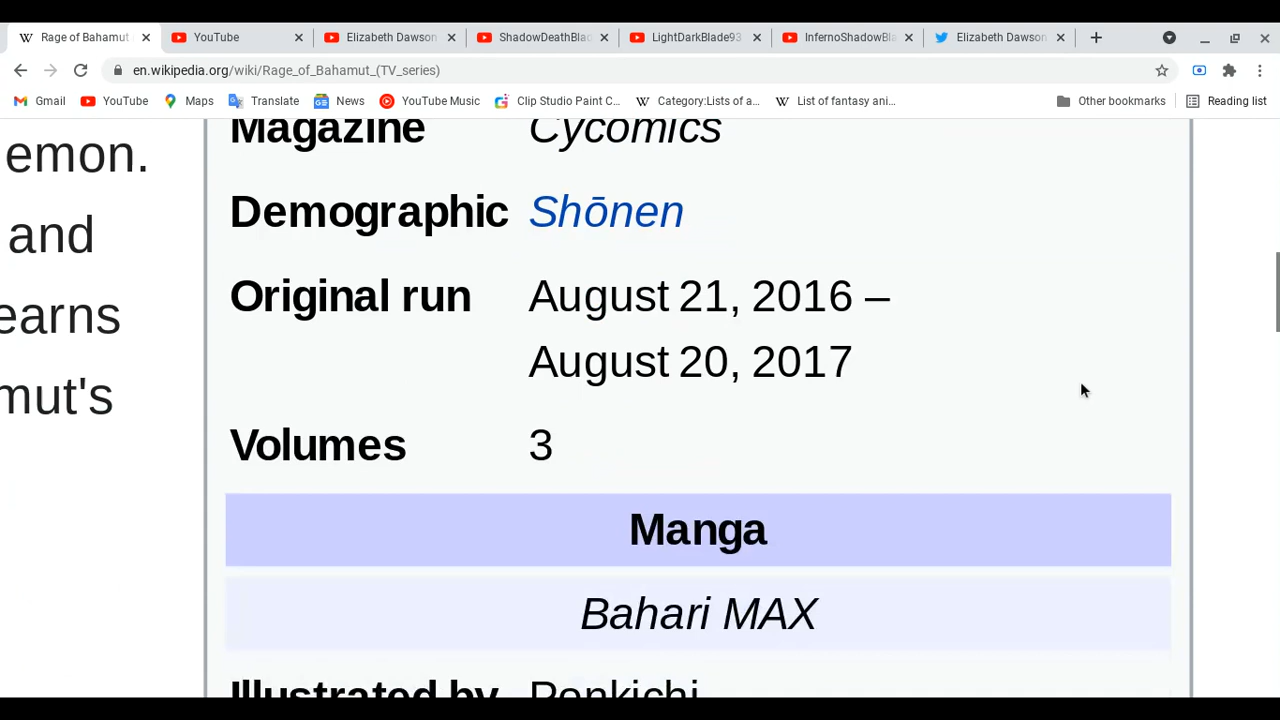 Rage of Bahamut
YouTube
Elizabeth Dawson
ShadowDeathBla
LightDarkBlade93
InfernoShadowBla
Elizabeth Dawson
en.wikipedia.org/wiki/Rage_of_Bahamut_(TV_series)
Gmail
YouTube
Maps
Translate
News
YouTube Music
Clip Studio Paint C...
Category:Lists of a...
List of fantasy ani...
Other bookmarks
Reading list
emon.
and
earns
mut's
Magazine Cycomics
Demographic Shōnen
Original run August 21, 2016 –
August 20, 2017
Volumes 3
Manga
Bahari MAX
Illustrated by Ponkichi